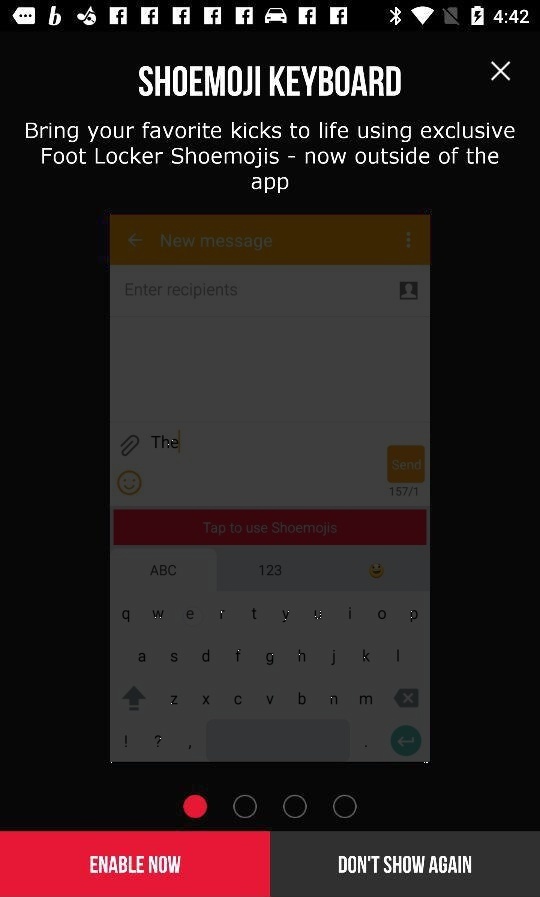 4:42
SHOEMOJI KEYBOARD
Bring your favorite kicks to life using exclusive
Foot Locker Shoemojis - now outside of the
app
New message
Enter recipients
The
Send
157/1
Tap to use Shoemojis
ABC 123
q w e r t y u i o p
a s d f g h j k l
z x c v b n m
! ? , .
ENABLE NOW DON'T SHOW AGAIN